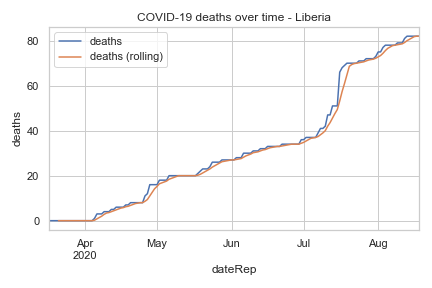 COVID-19 deaths over time - Liberia
deaths
deaths (rolling)
80
60
40
20
0
deaths
Apr
2020
May
Jun
Jul
Aug
dateRep